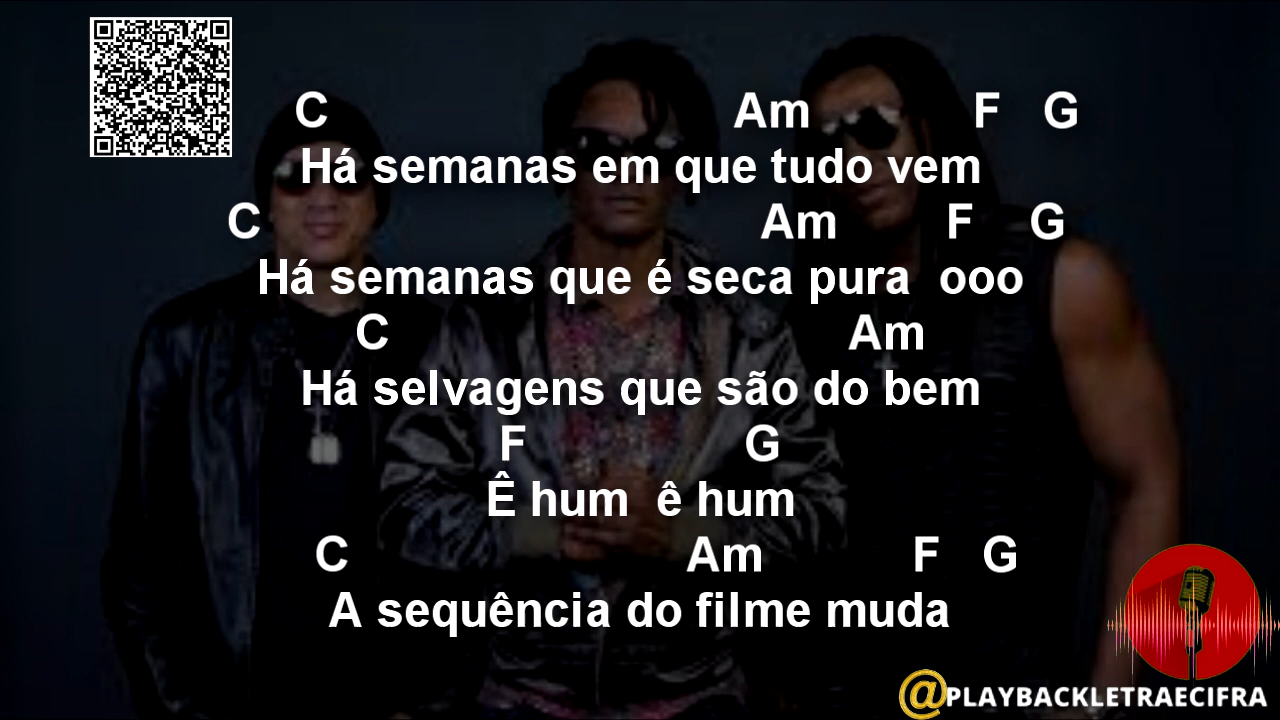 C Am F G
Há semanas em que tudo vem
C Am F G
Há semanas que é seca pura ooo
C Am
Há selvagens que são do bem
F G
Ê hum ê hum
C Am F G
A sequência do filme muda
@PLAYBACKLETRAECIFRA